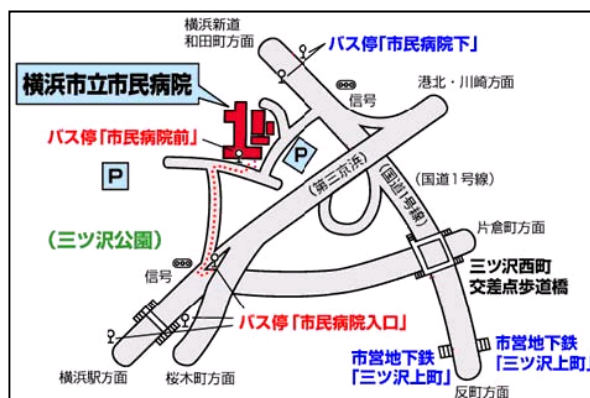 横浜新道
和田町方面
バス停「市民病院下」
横浜市立市民病院
信号
港北・川崎方面
バス停「市民病院前」
P
P
(第三京浜)
(国道1号線)
(国道1号線)
(三ツ沢公園)
片倉町方面
信号
三ツ沢西町
交差点歩道橋
バス停「市民病院入口」
市営地下鉄
「三ツ沢上町」
市営地下鉄
「三ツ沢上町」
横浜駅方面
桜木町方面
反町方面